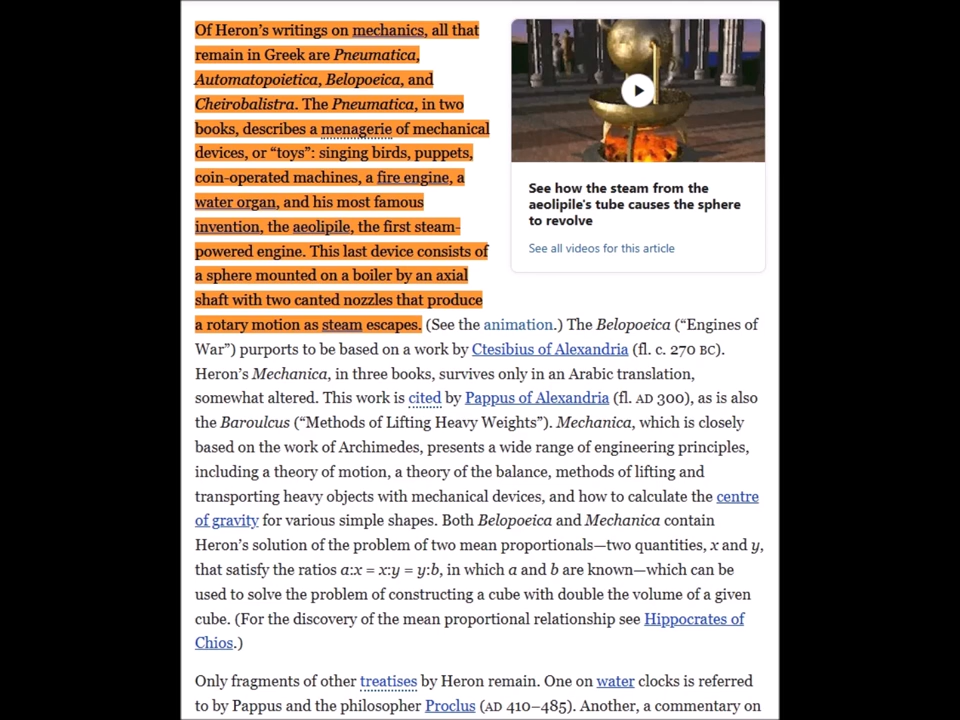 Of Heron’s writings on mechanics, all that
remain in Greek are Pneumatica,
Automatopoietica, Belopoeica, and
Cheirobalistra. The Pneumatica, in two
books, describes a menagerie of mechanical
devices, or “toys”: singing birds, puppets,
coin-operated machines, a fire engine, a
water organ, and his most famous
invention, the aeolipile, the first steam-
powered engine. This last device consists of
a sphere mounted on a boiler by an axial
shaft with two canted nozzles that produce
a rotary motion as steam escapes. (See the animation.) The Belopoeica (“Engines of
War”) purports to be based on a work by Ctesibius of Alexandria (fl. c. 270 BC).
Heron’s Mechanica, in three books, survives only in an Arabic translation,
somewhat altered. This work is cited by Pappus of Alexandria (fl. AD 300), as is also
the Baroulcus (“Methods of Lifting Heavy Weights”). Mechanica, which is closely
based on the work of Archimedes, presents a wide range of engineering principles,
including a theory of motion, a theory of the balance, methods of lifting and
transporting heavy objects with mechanical devices, and how to calculate the centre
of gravity for various simple shapes. Both Belopoeica and Mechanica contain
Heron’s solution of the problem of two mean proportionals—two quantities, x and y,
that satisfy the ratios a:x = x:y = y:b, in which a and b are known—which can be
used to solve the problem of constructing a cube with double the volume of a given
cube. (For the discovery of the mean proportional relationship see Hippocrates of
Chios.)
Only fragments of other treatises by Heron remain. One on water clocks is referred
to by Pappus and the philosopher Proclus (AD 410–485). Another, a commentary on
See how the steam from the
aeolipile's tube causes the sphere
to revolve
See all videos for this article